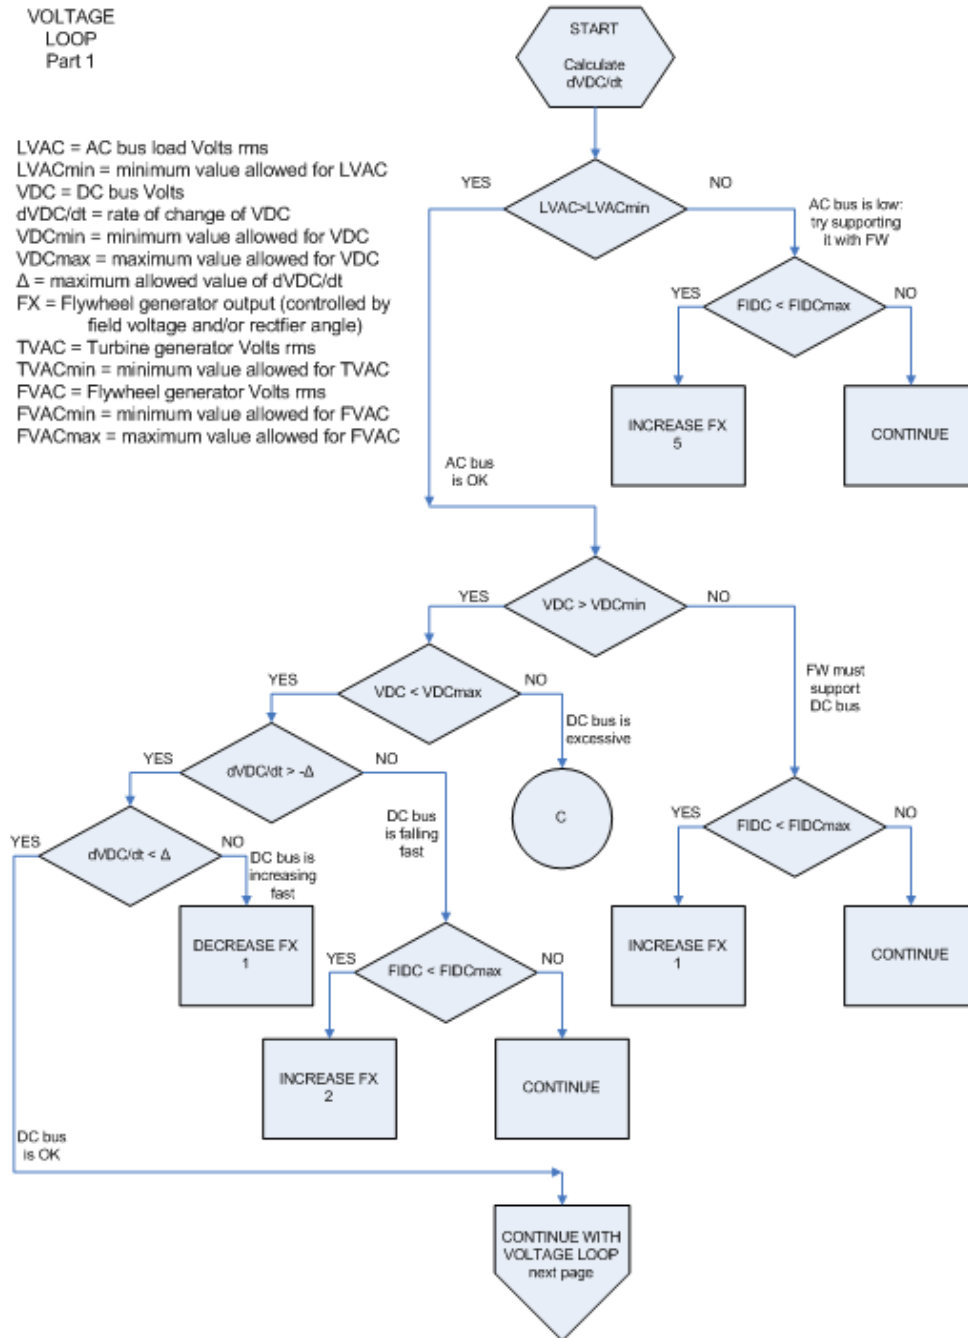 VOLTAGE
LOOP
Part 1
START
Calculate
dVDC/dt
LVAC = AC bus load Volts rms
LVACmin = minimum value allowed for LVAC
VDC = DC bus Volts
dVDC/dt = rate of change of VDC
VDCmin = minimum value allowed for VDC
VDCmax = maximum value allowed for VDC
Δ = maximum allowed value of dVDC/dt
FX = Flywheel generator output (controlled by
field voltage and/or rectfier angle)
TVAC = Turbine generator Volts rms
TVACmin = minimum value allowed for TVAC
FVAC = Flywheel generator Volts rms
FVACmin = minimum value allowed for FVAC
FVACmax = maximum value allowed for FVAC
YES
LVAC>LVACmin
NO
AC bus is low:
try supporting
it with FW
YES
FIDC < FIDCmax
NO
INCREASE FX
5
CONTINUE
AC bus
is OK
YES
VDC > VDCmin
NO
FW must
support
DC bus
YES
VDC < VDCmax
NO
DC bus is
excessive
C
YES
dVDC/dt > -Δ
NO
DC bus
is falling
fast
YES
dVDC/dt < Δ
NO
DC bus is
increasing
fast
DECREASE FX
1
YES
FIDC < FIDCmax
NO
INCREASE FX
1
CONTINUE
YES
FIDC < FIDCmax
NO
INCREASE FX
2
CONTINUE
DC bus
is OK
CONTINUE WITH
VOLTAGE LOOP
next page